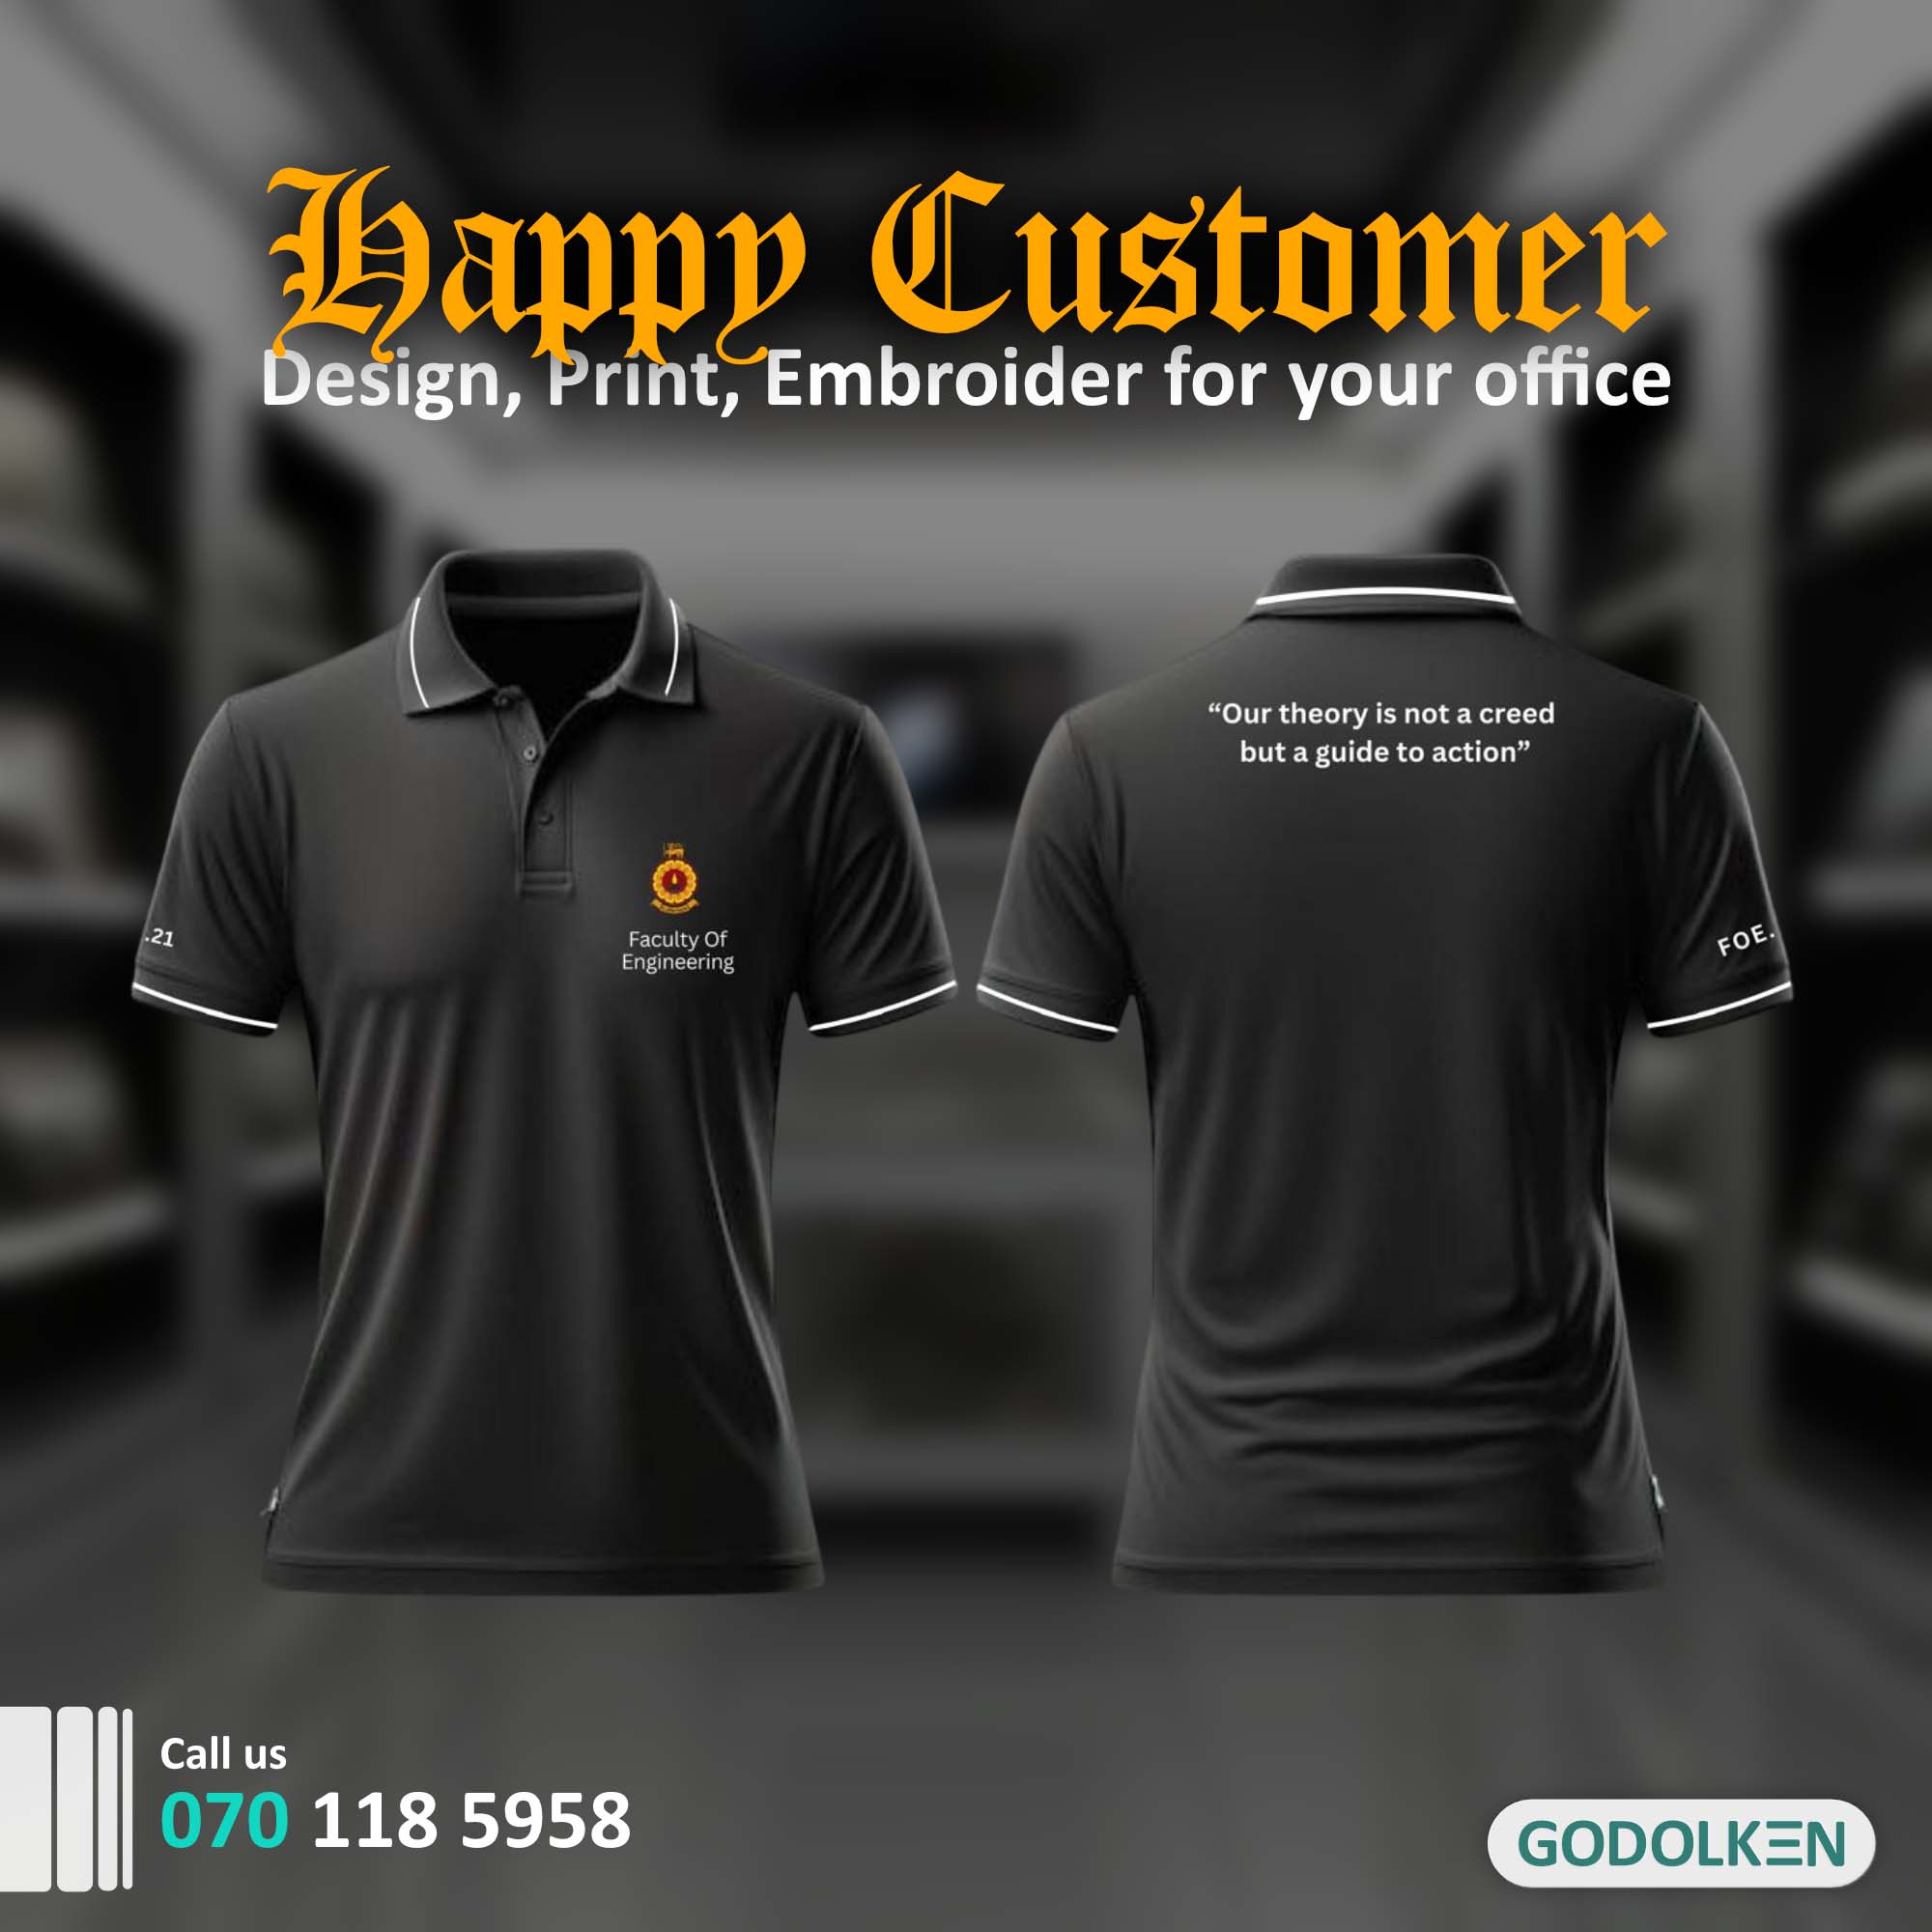 Happy Customer
Design, Print, Embroider for your office
.21
Faculty Of
Engineering
“Our theory is not a creed
but a guide to action”
FOE.
Call us
070 118 5958
GODOLKEN